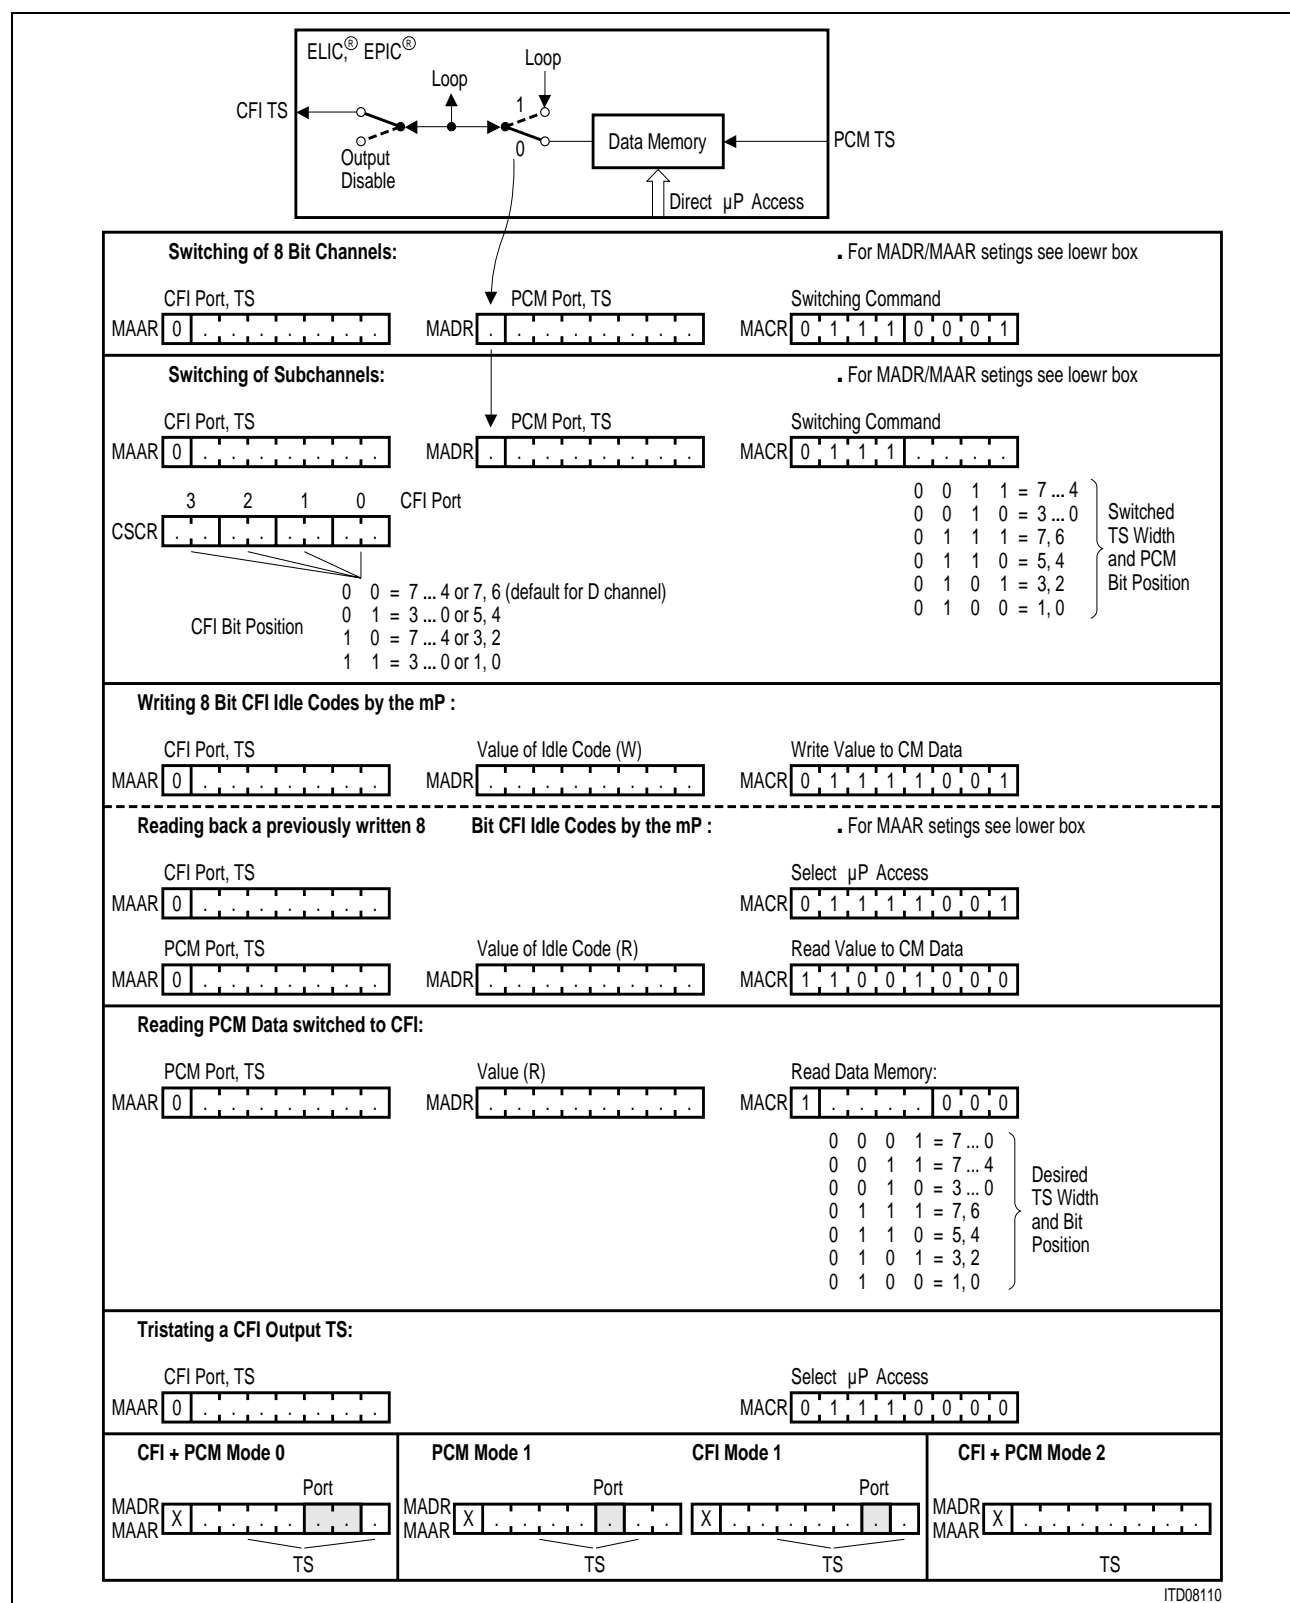 ELIC,® EPIC®
Loop
Loop
CFI TS
1
0
Output
Disable
Data Memory
PCM TS
Direct µP Access
Switching of 8 Bit Channels:
. For MADR/MAAR setings see loewr box
CFI Port, TS PCM Port, TS Switching Command
MAAR 0 . . . . . . . MADR . . . . . . . . MACR 0 1 1 1 0 0 0 1
Switching of Subchannels:
. For MADR/MAAR setings see loewr box
CFI Port, TS PCM Port, TS Switching Command
MAAR 0 . . . . . . . MADR . . . . . . . . MACR 0 1 1 1 . . . .
3 2 1 0 CFI Port
CSCR . . . . . . . .
0 0 = 7 ... 4 or 7, 6 (default for D channel)
0 1 = 3 ... 0 or 5, 4
1 0 = 7 ... 4 or 3, 2
1 1 = 3 ... 0 or 1, 0
CFI Bit Position
0 0 1 1 = 7 ... 4
0 0 1 0 = 3 ... 0
0 1 1 1 = 7, 6
0 1 1 0 = 5, 4
0 1 0 1 = 3, 2
0 1 0 0 = 1, 0
Switched
TS Width
and PCM
Bit Position
Writing 8 Bit CFI Idle Codes by the mP :
CFI Port, TS Value of Idle Code (W) Write Value to CM Data
MAAR 0 . . . . . . . MADR . . . . . . . . MACR 0 1 1 1 1 0 0 1
Reading back a previously written 8 Bit CFI Idle Codes by the mP :
. For MAAR setings see lower box
CFI Port, TS Select µP Access
MAAR 0 . . . . . . . MACR 0 1 1 1 1 0 0 1
PCM Port, TS Value of Idle Code (R) Read Value to CM Data
MAAR 0 . . . . . . . MADR . . . . . . . . MACR 1 1 0 0 1 0 0 0
Reading PCM Data switched to CFI:
PCM Port, TS Value (R) Read Data Memory:
MAAR 0 . . . . . . . MADR . . . . . . . . MACR 1 . . . . 0 0 0
0 0 0 1 = 7 ... 0
0 0 1 1 = 7 ... 4
0 0 1 0 = 3 ... 0
0 1 1 1 = 7, 6
0 1 1 0 = 5, 4
0 1 0 1 = 3, 2
0 1 0 0 = 1, 0
Desired
TS Width
and Bit
Position
Tristating a CFI Output TS:
CFI Port, TS Select µP Access
MAAR 0 . . . . . . . MACR 0 1 1 1 0 0 0 0
CFI + PCM Mode 0
Port
MADR
MAAR
X . . . . . . .
TS
PCM Mode 1 CFI Mode 1
Port Port
MADR
MAAR
X . . . . . . . X . . . . . . .
TS TS
CFI + PCM Mode 2
MADR
MAAR
X . . . . . . .
TS
ITD08110